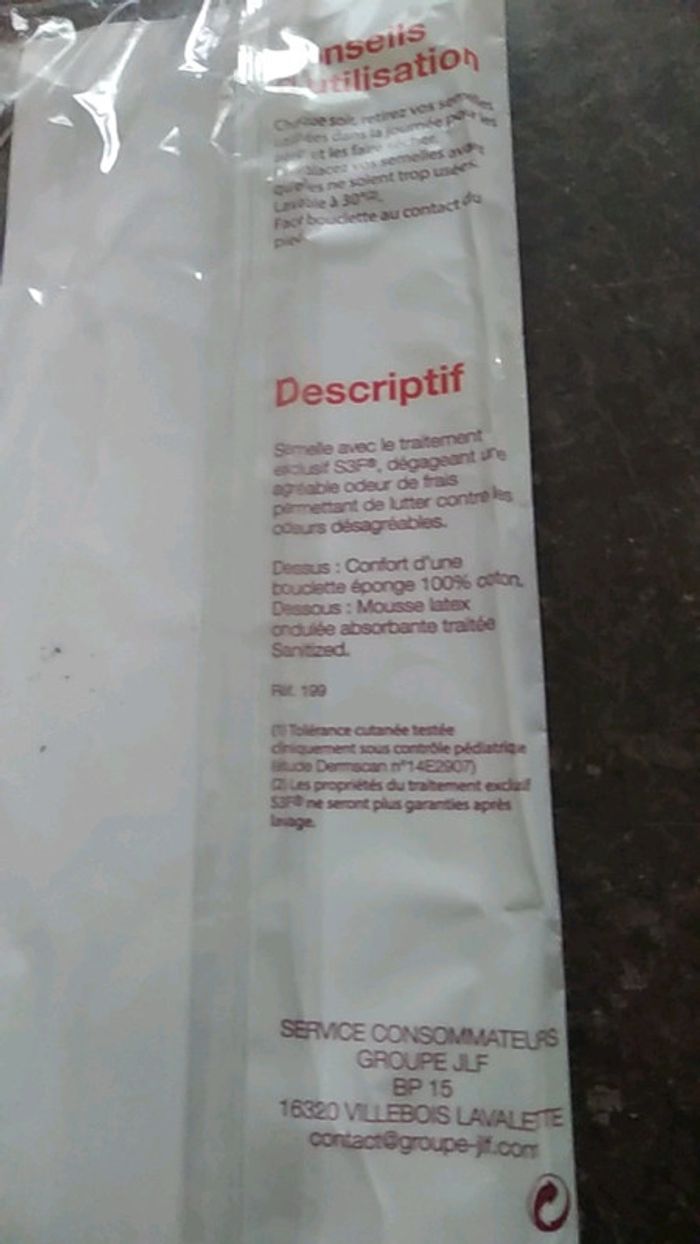 Conseils
d'utilisation
Chaque soir, retirez vos semelles
utilisées dans la journée pour les
et les faire sécher.
vos semelles avant
qu'elles ne soient trop usées.
Lavable à 30°(2).
Face bouclette au contact du
pied
Descriptif
Semelle avec le traitement
exclusif S3F®, dégageant une
agréable odeur de frais
permettant de lutter contre les
odeurs désagréables.
Dessus : Confort d'une
bouclette éponge 100% coton.
Dessous : Mousse latex
ondulée absorbante traitée
Sanitized.
Réf. 199
(1) Tolérance cutanée testée
cliniquement sous contrôle pédiatrique
(étude Dermscan n°14E2907)
(2) Les propriétés du traitement exclusif
S3F® ne seront plus garanties après
lavage.
SERVICE CONSOMMATEURS
GROUPE JLF
BP 15
16320 VILLEBOIS LAVALETTE
contact@groupe-jlf.com